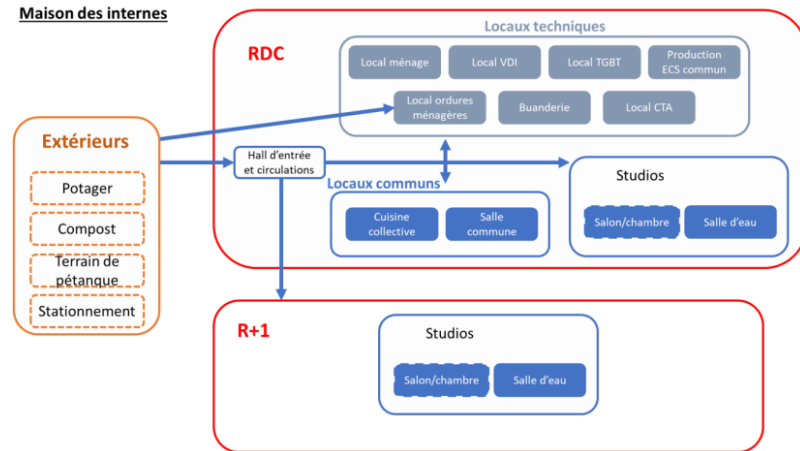 Maison des internes
Locaux techniques
RDC
Local ménage
Local VDI
Local TGBT
Production
ECS commun
Local ordures
ménagères
Buanderie
Local CTA
Extérieurs
Potager
Compost
Terrain de
pétanque
Stationnement
Hall d'entrée
et circulations
Locaux communs
Cuisine
collective
Salle
commune
Studios
Salon/chambre
Salle d'eau
R+1
Studios
Salon/chambre
Salle d'eau